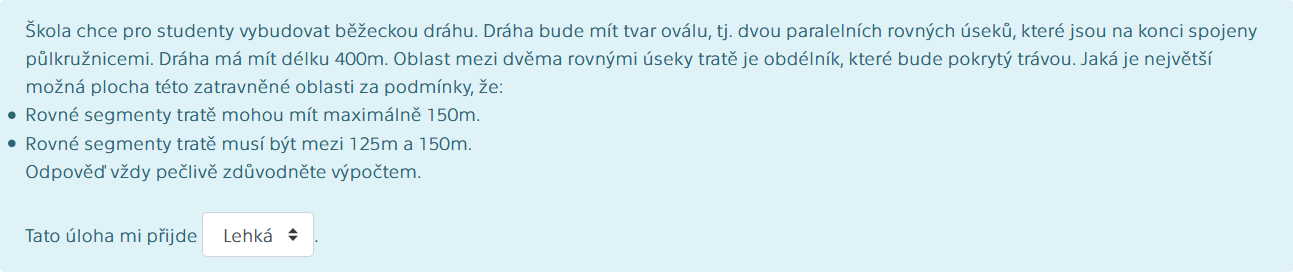 Škola chce pro studenty vybudovat běžeckou dráhu. Dráha bude mít tvar oválu, tj. dvou paralelních rovných úseků, které jsou na konci spojeny
půlkružnicemi. Dráha má mít délku 400m. Oblast mezi dvěma rovnými úseky tratě je obdélník, které bude pokrytý trávou. Jaká je největší
možná plocha této zatravněné oblasti za podmínky, že:
• Rovné segmenty tratě mohou mít maximálně 150m.
• Rovné segmenty tratě musí být mezi 125m a 150m.
Odpověď vždy pečlivě zdůvodněte výpočtem.
Tato úloha mi přijde Lehká.